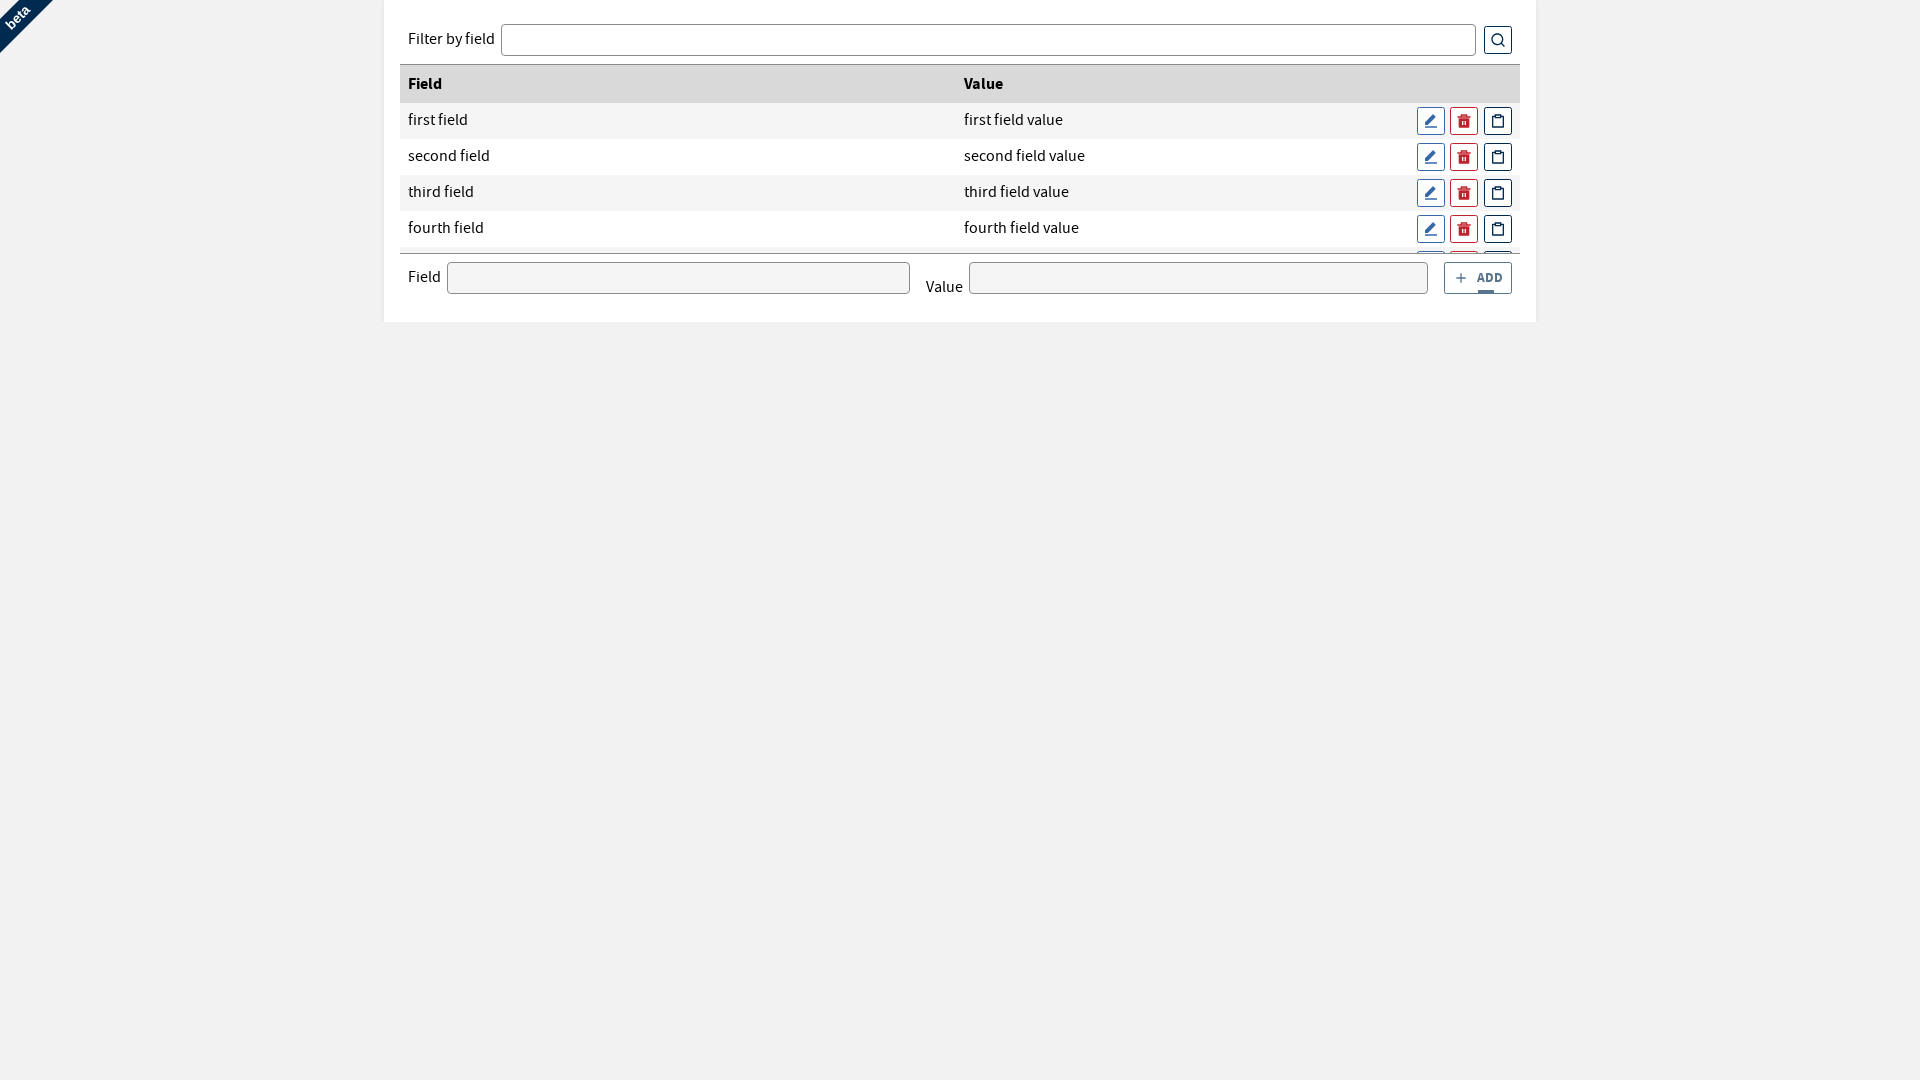 beta
Filter by field
Field Value
first field first field value
second field second field value
third field third field value
fourth field fourth field value
Field Value ADD